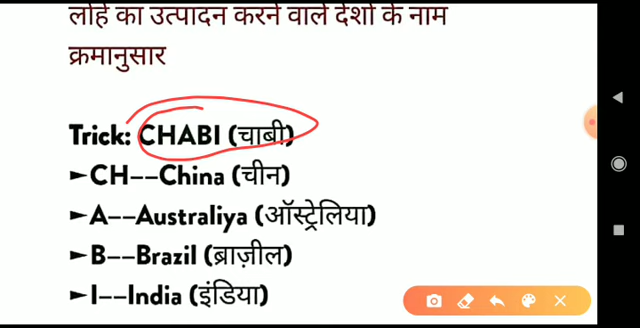 लोहे का उत्पादन करने वाले देशों के नाम
क्रमानुसार
Trick: CHABI (चाबी)
►CH––China (चीन)
►A––Australiya (ऑस्ट्रेलिया)
►B––Brazil (ब्राज़ील)
►I––India (इंडिया)